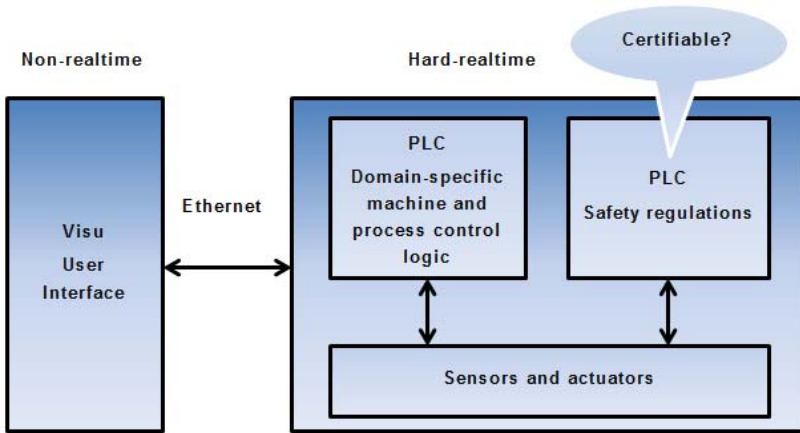 Certifiable?
Non-realtime
Hard-realtime
PLC
Domain-specific
machine and
process control
logic
PLC
Safety regulations
Ethernet
Visu
User
Interface
Sensors and actuators